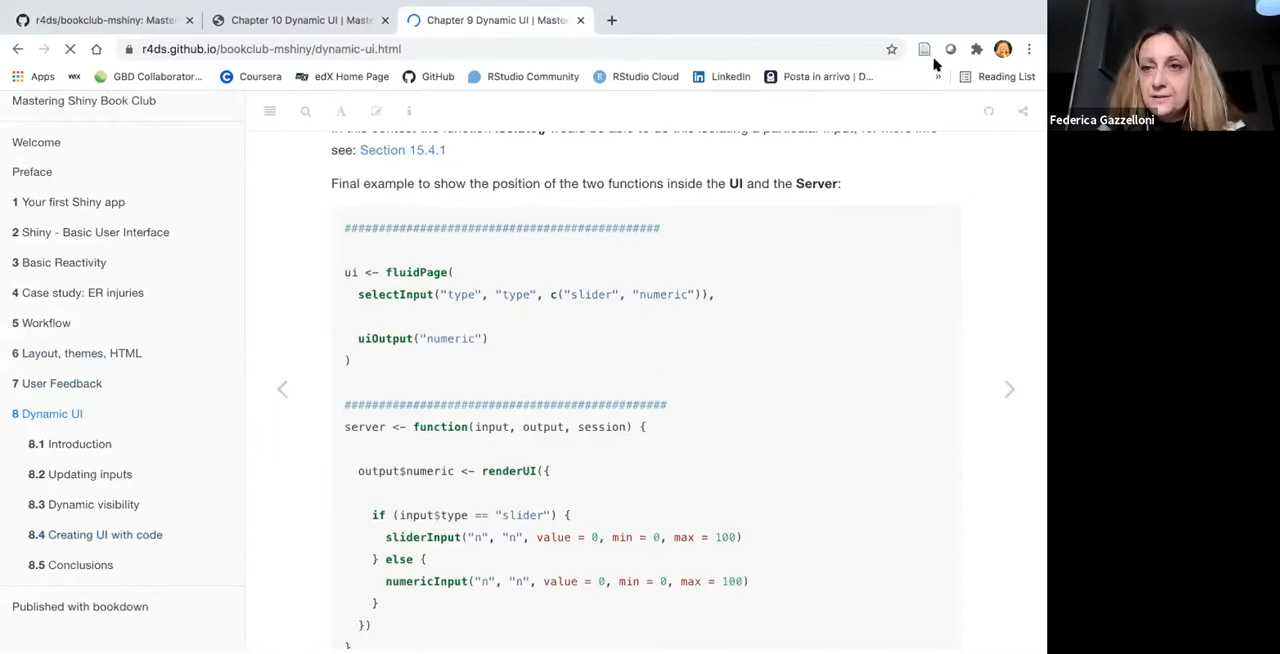 r4ds/bookclub-mshiny: Maste
Chapter 10 Dynamic UI | Maste
Chapter 9 Dynamic UI | Maste
r4ds.github.io/bookclub-mshiny/dynamic-ui.html
Apps
WIX
GBD Collaborator...
Coursera
edX Home Page
GitHub
RStudio Community
RStudio Cloud
LinkedIn
Posta in arrivo | D...
»
Reading List
Mastering Shiny Book Club
Welcome
Preface
1 Your first Shiny app
2 Shiny - Basic User Interface
3 Basic Reactivity
4 Case study: ER injuries
5 Workflow
6 Layout, themes, HTML
7 User Feedback
8 Dynamic UI
8.1 Introduction
8.2 Updating inputs
8.3 Dynamic visibility
8.4 Creating UI with code
8.5 Conclusions
Published with bookdown
see: Section 15.4.1
Final example to show the position of the two functions inside the UI and the Server:
##############################################
ui <- fluidPage(
selectInput("type", "type", c("slider", "numeric")),
uiOutput("numeric")
)
###############################################
server <- function(input, output, session) {
output$numeric <- renderUI({
if (input$type == "slider") {
sliderInput("n", "n", value = 0, min = 0, max = 100)
} else {
numericInput("n", "n", value = 0, min = 0, max = 100)
}
})
}
Federica Gazzelloni